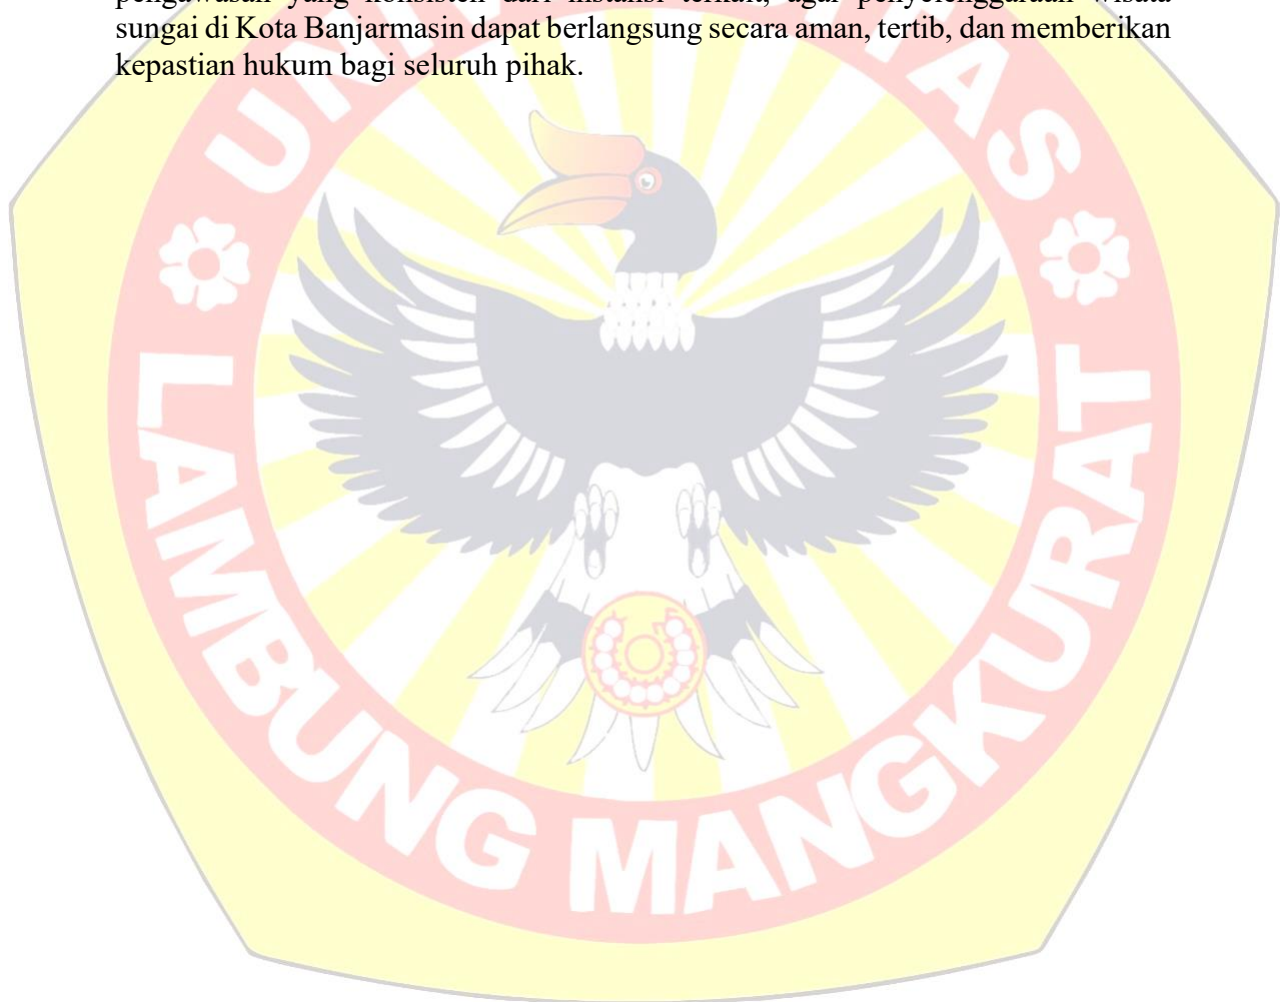 pengawasan yang konsisten dari instansi terkait, agar penyelenggaraan wisata
sungai di Kota Banjarmasin dapat berlangsung secara aman, tertib, dan memberikan
kepastian hukum bagi seluruh pihak.
LAMBUNG MANGKURAT